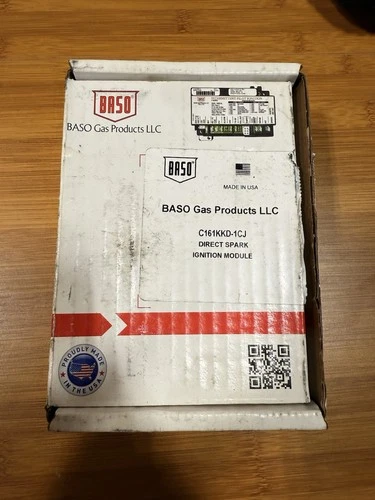 BASO
BASO Gas Products LLC
BASO
MADE IN USA
BASO Gas Products LLC
C161KKD-1CJ
DIRECT SPARK
IGNITION MODULE
PROUDLY MADE
IN THE USA